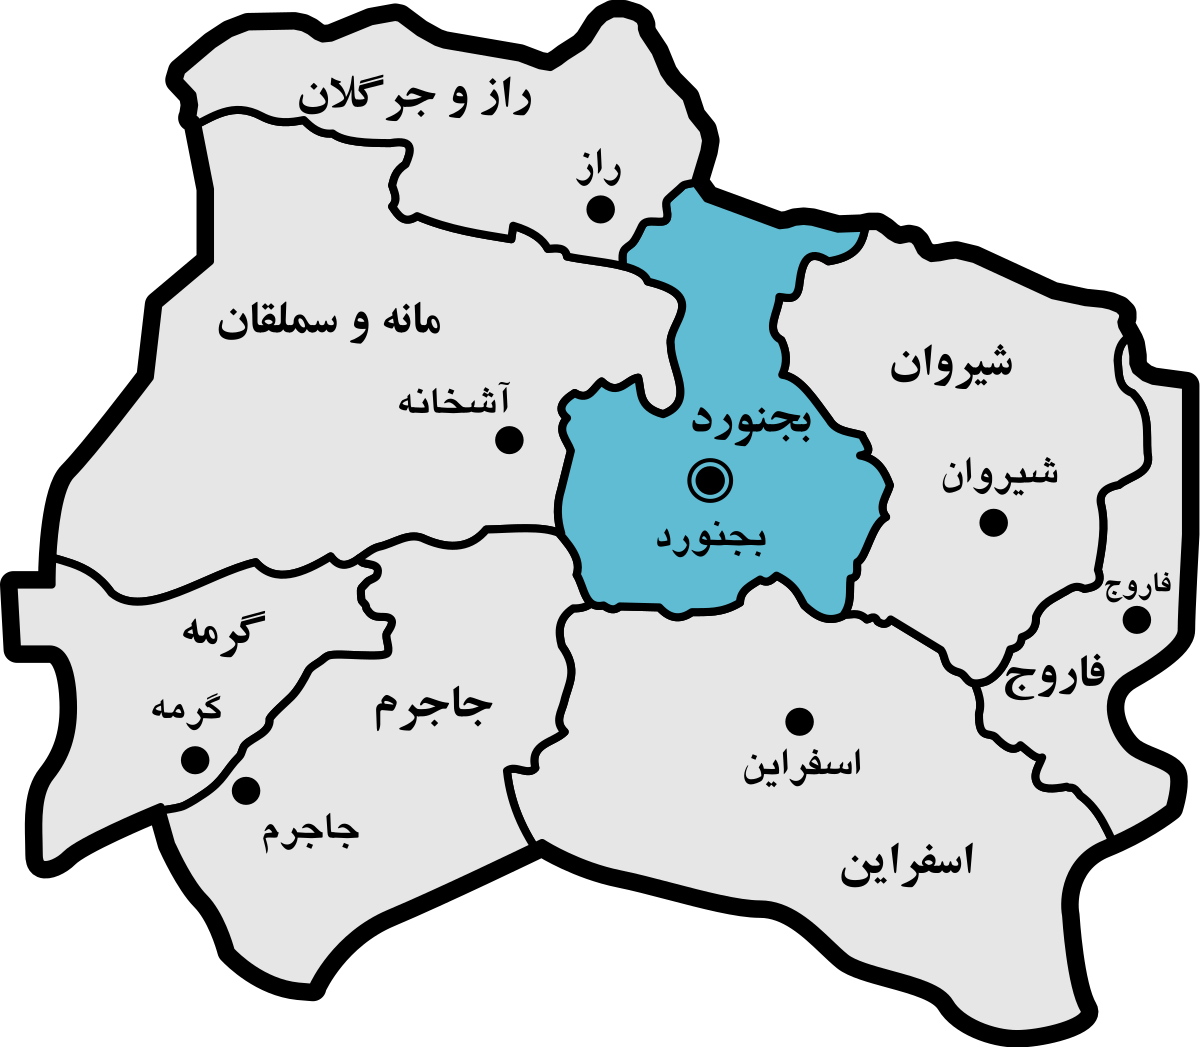 راز و جرگلان
راز
مانه و سملقان
آشخانه
شیروان
شیروان
بجنورد
بجنورد
فاروج
فاروج
گرمه
گرمه
جاجرم
جاجرم
اسفراین
اسفراین